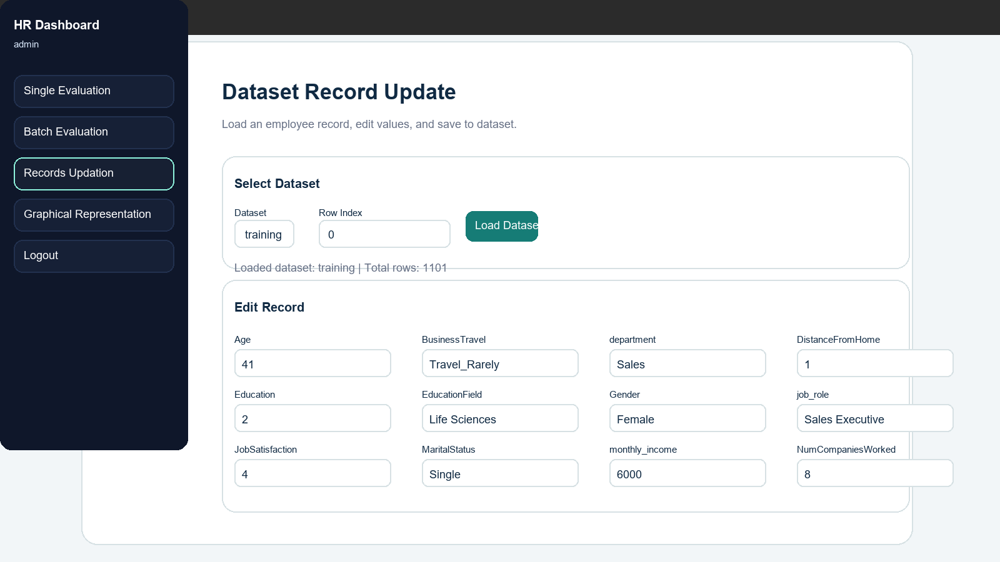 HR Dashboard
admin
Single Evaluation
Batch Evaluation
Records Updation
Graphical Representation
Logout
Dataset Record Update
Load an employee record, edit values, and save to dataset.
Select Dataset
Dataset Row Index
training 0 Load Datase
Loaded dataset: training | Total rows: 1101
Edit Record
Age BusinessTravel department DistanceFromHome
41 Travel_Rarely Sales 1
Education EducationField Gender job_role
2 Life Sciences Female Sales Executive
JobSatisfaction MaritalStatus monthly_income NumCompaniesWorked
4 Single 6000 8